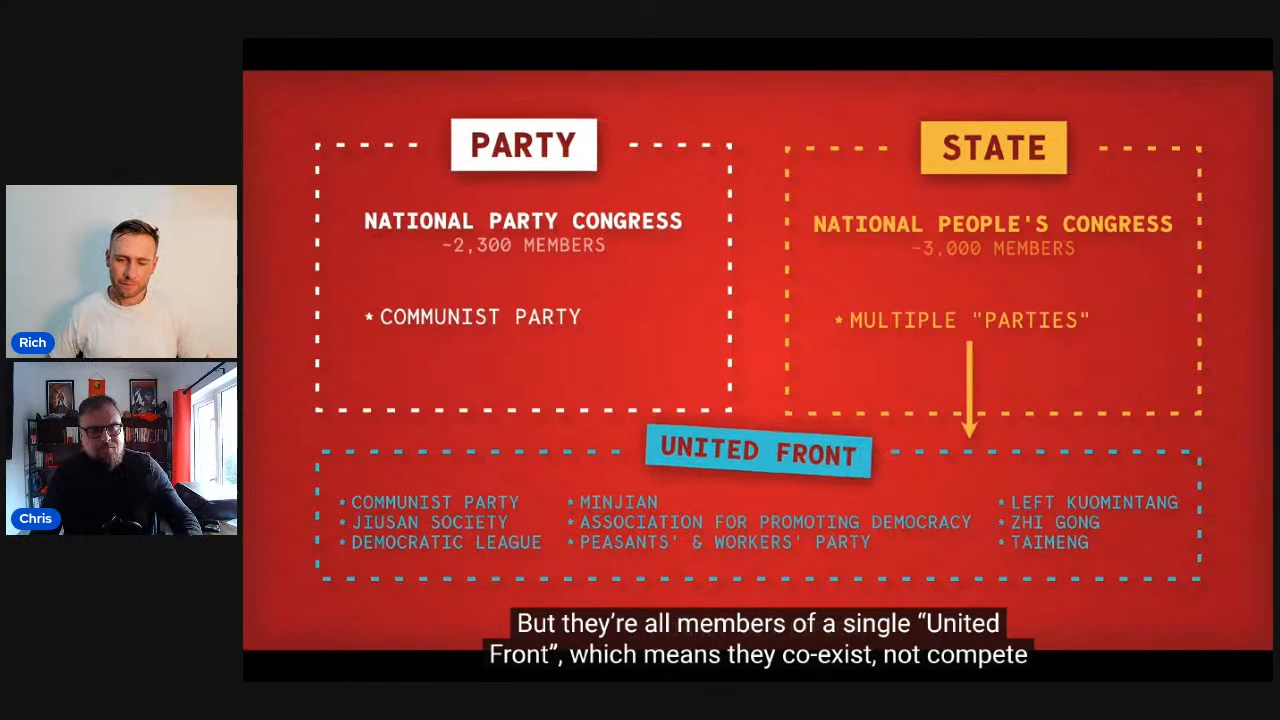 PARTY
NATIONAL PARTY CONGRESS
~2,300 MEMBERS
*COMMUNIST PARTY
STATE
NATIONAL PEOPLE'S CONGRESS
~3,000 MEMBERS
*MULTIPLE "PARTIES"
UNITED FRONT
*COMMUNIST PARTY
*JIUSAN SOCIETY
*DEMOCRATIC LEAGUE
*MINJIAN
*ASSOCIATION FOR PROMOTING DEMOCRACY
*PEASANTS' & WORKERS' PARTY
*LEFT KUOMINTANG
*ZHI GONG
*TAIMENG
But they’re all members of a single “United
Front”, which means they co-exist, not compete
Rich
Chris